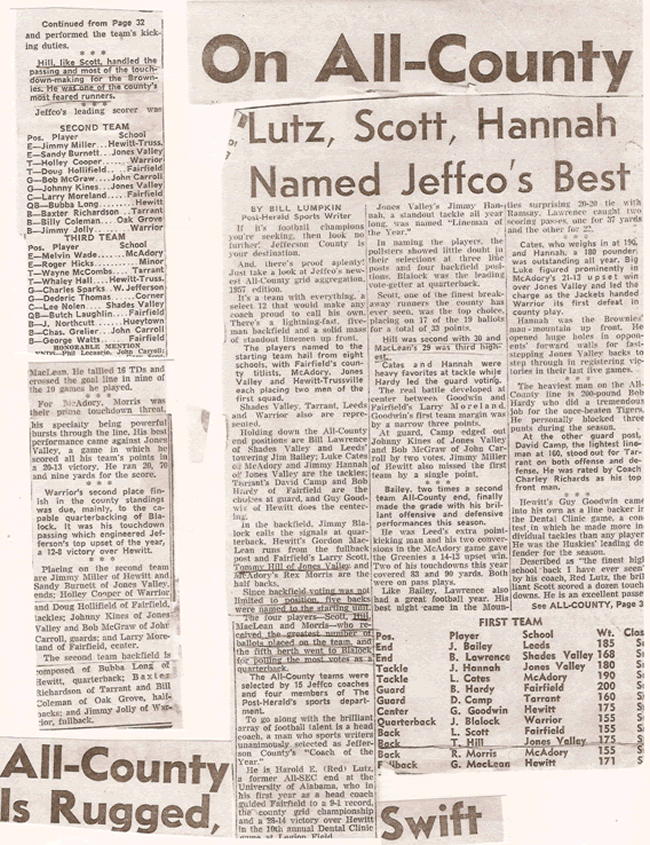 Continued from Page 32
and performed the team's kick-
ing duties.
* * *
Hill, like Scott, handled the
passing and most of the touch-
down-making for the Brown-
ies. He was one of the county's
most feared runners.
* * *
Jeffco's leading scorer was
SECOND TEAM
Pos. Player School
E—Jimmy Miller...Hewitt-Truss.
E—Sandy Burnett...Jones Valley
T—Holley Cooper......Warrior
T—Doug Hollifield....Fairfield
G—Bob McGraw...John Carroll
G—Johnny Kines...Jones Valley
C—Larry Moreland.....Fairfield
QB—Bubba Long......Hewitt
B—Baxter Richardson..Tarrant
B—Billy Coleman...Oak Grove
B—Jimmy Jolly.....Warrior
THIRD TEAM
Pos. Player School
E—Melvin Wade......McAdory
E—Roger Hicks......Minor
T—Wayne McCombs...Tarrant
T—Whaley Hall....Hewitt-Truss.
G—Charles Sparks..W. Jefferson
G—Dederic Thomas....Corner
C—Lee Nolen...Shades Valley
QB—Butch Laughlin....Fairfield
B—J. Northcutt.....Hueytown
B—Chas. Grelier..John Carroll
B—George Watts....Fairfield
HONORABLE MENTION
MacLean. He tallied 16 TDs and
crossed the goal line in nine of
the 10 games he played.
* * *
For McAdory, Morris was
their prime touchdown threat,
his specialty being powerful
bursts through the line. His best
performance came against Jones
Valley, a game in which he
scored all his team's points in
a 20-13 victory. He ran 20, 70
and nine yards for the score.
* * *
Warrior's second place fin-
ish in the county standings
was due, mainly, to the ca-
pable quarterbacking of Bla-
lock. It was his touchdown
passing which engineered Jef-
ferson's top upset of the year,
a 12-8 victory over Hewitt.
* * *
Placing on the second team
are Jimmy Miller of Hewitt and
Sandy Burnett of Jones Valley,
ends; Holley Cooper of Warrior
and Doug Hollifield of Fairfield,
tackles; Johnny Kines of Jones
Valley and Bob McGraw of John
Carroll, guards; and Larry More-
land of Fairfield, center.
The second team backfield is
composed of Bubba Long of
Hewitt, quarterback; Baxter
Richardson of Tarrant and Bill
Coleman of Oak Grove, half-
backs; and Jimmy Jolly of War-
rior, fullback.
All-County
Is Rugged,
Swift
On All-County
Lutz, Scott, Hannah
Named Jeffco's Best
BY BILL LUMPKIN
Post-Herald Sports Writer
If it's football champions
you're seeking, then look no
further. Jefferson County is
your destination.
And, there's proof aplenty!
Just take a look at Jeffco's new-
est All-County grid aggregation,
1957 edition.
It's a team with everything, a
select 12 that would make any
coach proud to call his own.
There's a lightning-fast, five-
man backfield and a solid mass
of standout linemen up front.
The players named to the
starting team hail from eight
schools, with Fairfield's coun-
ty titlists, McAdory, Jones
Valley and Hewitt-Trussville
each placing two men of the
first squad.
Shades Valley, Tarrant, Leeds
and Warrior also are repre-
sented.
Holding down the All-County
end positions are Bill Lawrence
of Shades Valley and Leeds'
towering Jim Bailey; Luke Cates
of McAdory and Jimmy Hannah
of Jones Valley are the tackles;
Tarrant's David Camp and Bob
Hardy of Fairfield are the
choices at guard, and Guy Good-
win of Hewitt does the center-
ing.
In the backfield, Jimmy Bla-
lock calls the signals at quar-
terback. Hewitt's Gordon Mac-
Lean runs from the fullback
post and Fairfield's Larry Scott,
Tommy Hill of Jones Valley and
McAdory's Rex Morris are the
half backs.
Since backfield voting was not
limited to position, five backs
were named to the starting unit.
The four players—Scott, Hill
MacLean and Morris—who re-
ceived the greatest number of
ballots placed on the team, and
the fifth berth went to Blalock
for polling the most votes as a
quarterback.
The All-County teams were
selected by 15 Jeffco coaches
and four members of The
Post-Herald's sports depart-
ment.
To go along with the brilliant
array of football talent is a head
coach, a man who sports writers
unanimously selected as Jeffer-
son County's "Coach of the
Year."
He is Harold E. (Red) Lutz,
a former All-SEC end at the
University of Alabama, who in
his first year as a head coach
guided Fairfield to a 9-1 record,
the county grid championship
and a 28-14 victory over Hewitt
in the 10th annual Dental Clinic
game at Legion Field.
Jones Valley's Jimmy Han-
nah, a standout tackle all year
long, was named "Lineman of
the Year."
In naming the players, the
pollsters showed little doubt in
their selections at three line
posts and four backfield posi-
tions. Blalock was the leading
vote-getter at quarterback.
Scott, one of the finest break-
away runners the county has
ever seen, was the top choice,
placing on 17 of the 19 ballots
for a total of 33 points.
Hill was second with 30 and
MacLean's 29 was third high-
est.
Cates and Hannah were
heavy favorites at tackle while
Hardy led the guard voting.
The real battle developed at
center between Goodwin and
Fairfield's Larry Moreland.
Goodwin's first team margin was
by a narrow three points.
At guard, Camp edged out
Johnny Kines of Jones Valley
and Bob McGraw of John Car-
roll by two votes. Jimmy Miller
of Hewitt also missed the first
team by a single point.
* * *
Bailey, two times a second
team All-County end, finally
made the grade with his bril-
liant offensive and defensive
performances this season.
He was Leed's extra point-
kicking man and his two conver-
sions in the McAdory game gave
the Greenies a 14-13 upset win.
Two of his touchdowns this year
covered 83 and 90 yards. Both
were on pass plays.
Like Bailey, Lawrence also
had a great football year. His
best night came in the Moun-
ties surprising 20-20 tie with
Ramsay. Lawrence caught two
scoring passes, one for 37 yards
and the other for 22.
* * *
Cates, who weighs in at 190,
and Hannah, a 180 pounder,
was outstanding all year. Big
Luke figured prominently in
McAdory's 21-13 upset win
over Jones Valley and led the
charge as the Jackets handed
Warrior its first defeat in
county play.
Hannah was the Brownies'
man-mountain up front. He
opened huge holes in oppon-
ents' forward walls for fast-
stepping Jones Valley backs to
step through in registering vic-
tories in their last five games.
* * *
The heaviest man on the All-
County line is 200-pound Bob
Hardy who did a tremendous
job for the once-beaten Tigers.
He personally blocked three
punts during the season.
At the other guard post,
David Camp, the lightest line-
man at 160, stood out for Tar-
rant on both offense and de-
fense. He was rated by Coach
Charley Richards as his top
front man.
* * *
Hewitt's Guy Goodwin came
into his own as a line backer in
the Dental Clinic game, a con-
test in which he made more in-
dividual tackles than any player
He was the Huskies' leading de-
fender for the season.
Described as "the finest high
school back I have ever seen"
by his coach, Red Lutz, the bril-
liant Scott scored a dozen touch
downs. He is an excellent passe
See ALL-COUNTY, Page 3
FIRST TEAM
Pos. Player School Wt. Clas
End J. Bailey Leeds 185 S
End B. Lawrence Shades Valley 168 S
Tackle J. Hannah Jones Valley 180 S
Tackle L. Cates McAdory 190 S
Guard B. Hardy Fairfield 200 S
Guard D. Camp Tarrant 160 S
Center G. Goodwin Hewitt 175 S
Quarterback J. Blalock Warrior 155 S
Back L. Scott Fairfield 155 S
Back T. Hill Jones Valley 175 S
Back R. Morris McAdory 155 S
Fullback G. MacLean Hewitt 171 S